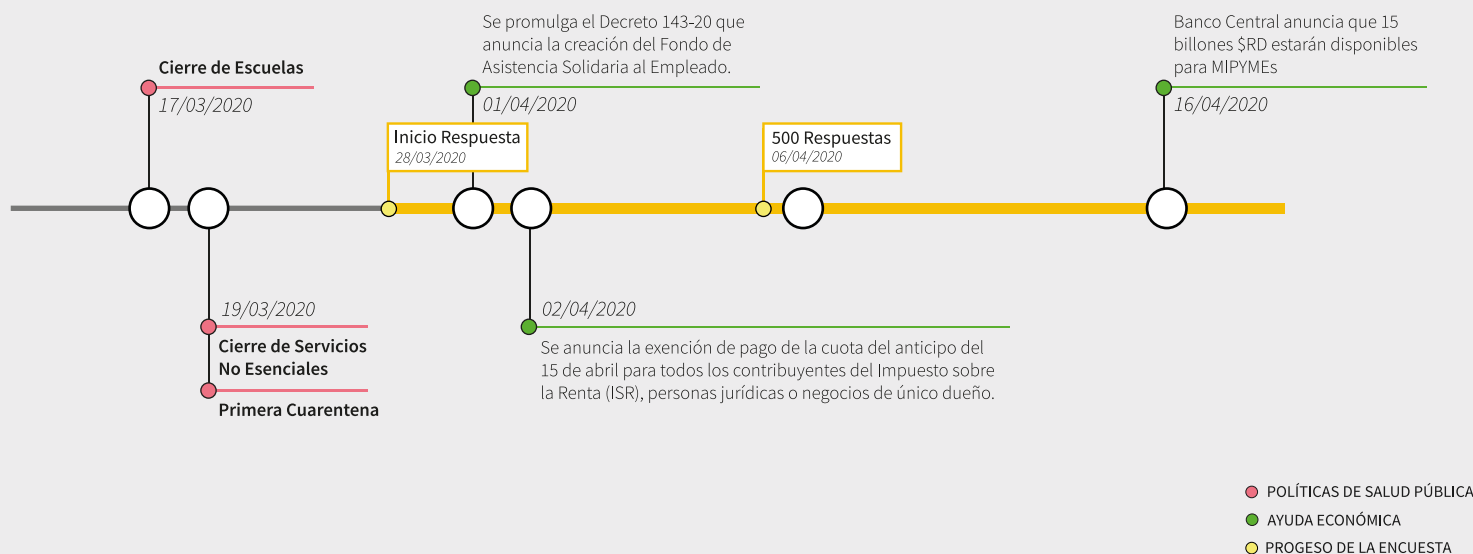 Cierre de Escuelas
17/03/2020
Se promulga el Decreto 143-20 que
anuncia la creación del Fondo de
Asistencia Solidaria al Empleado.
01/04/2020
Banco Central anuncia que 15
billones $RD estarán disponibles
para MIPYMEs
16/04/2020
Inicio Respuesta
28/03/2020
500 Respuestas
06/04/2020
19/03/2020
Cierre de Servicios
No Esenciales
Primera Cuarentena
02/04/2020
Se anuncia la exención de pago de la cuota del anticipo del
15 de abril para todos los contribuyentes del Impuesto sobre
la Renta (ISR), personas jurídicas o negocios de único dueño.
POLÍTICAS DE SALUD PÚBLICA
AYUDA ECONÓMICA
PROGESO DE LA ENCUESTA